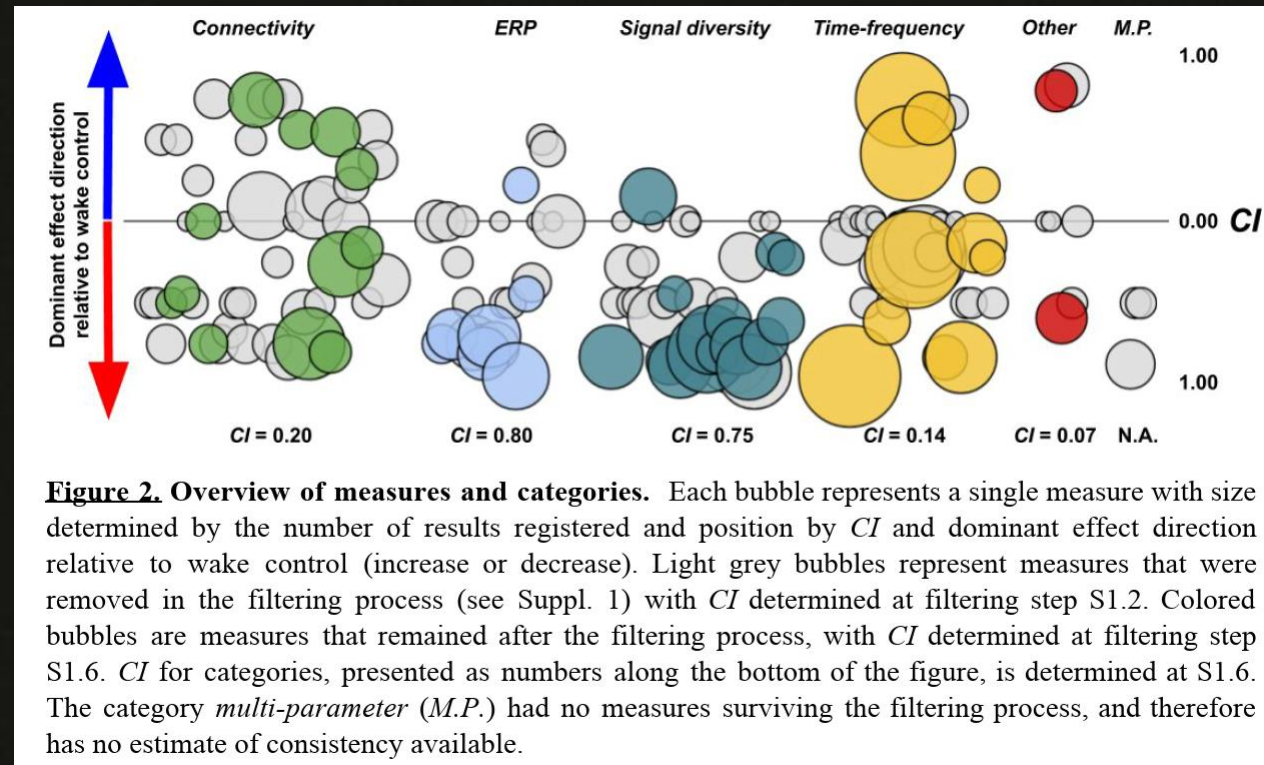 Connectivity ERP Signal diversity Time-frequency Other M.P.
1.00
Dominant effect direction
relative to wake control
0.00 CI
1.00
CI = 0.20 CI = 0.80 CI = 0.75 CI = 0.14 CI = 0.07 N.A.
Figure 2. Overview of measures and categories. Each bubble represents a single measure with size
determined by the number of results registered and position by CI and dominant effect direction
relative to wake control (increase or decrease). Light grey bubbles represent measures that were
removed in the filtering process (see Suppl. 1) with CI determined at filtering step S1.2. Colored
bubbles are measures that remained after the filtering process, with CI determined at filtering step
S1.6. CI for categories, presented as numbers along the bottom of the figure, is determined at S1.6.
The category multi-parameter (M.P.) had no measures surviving the filtering process, and therefore
has no estimate of consistency available.